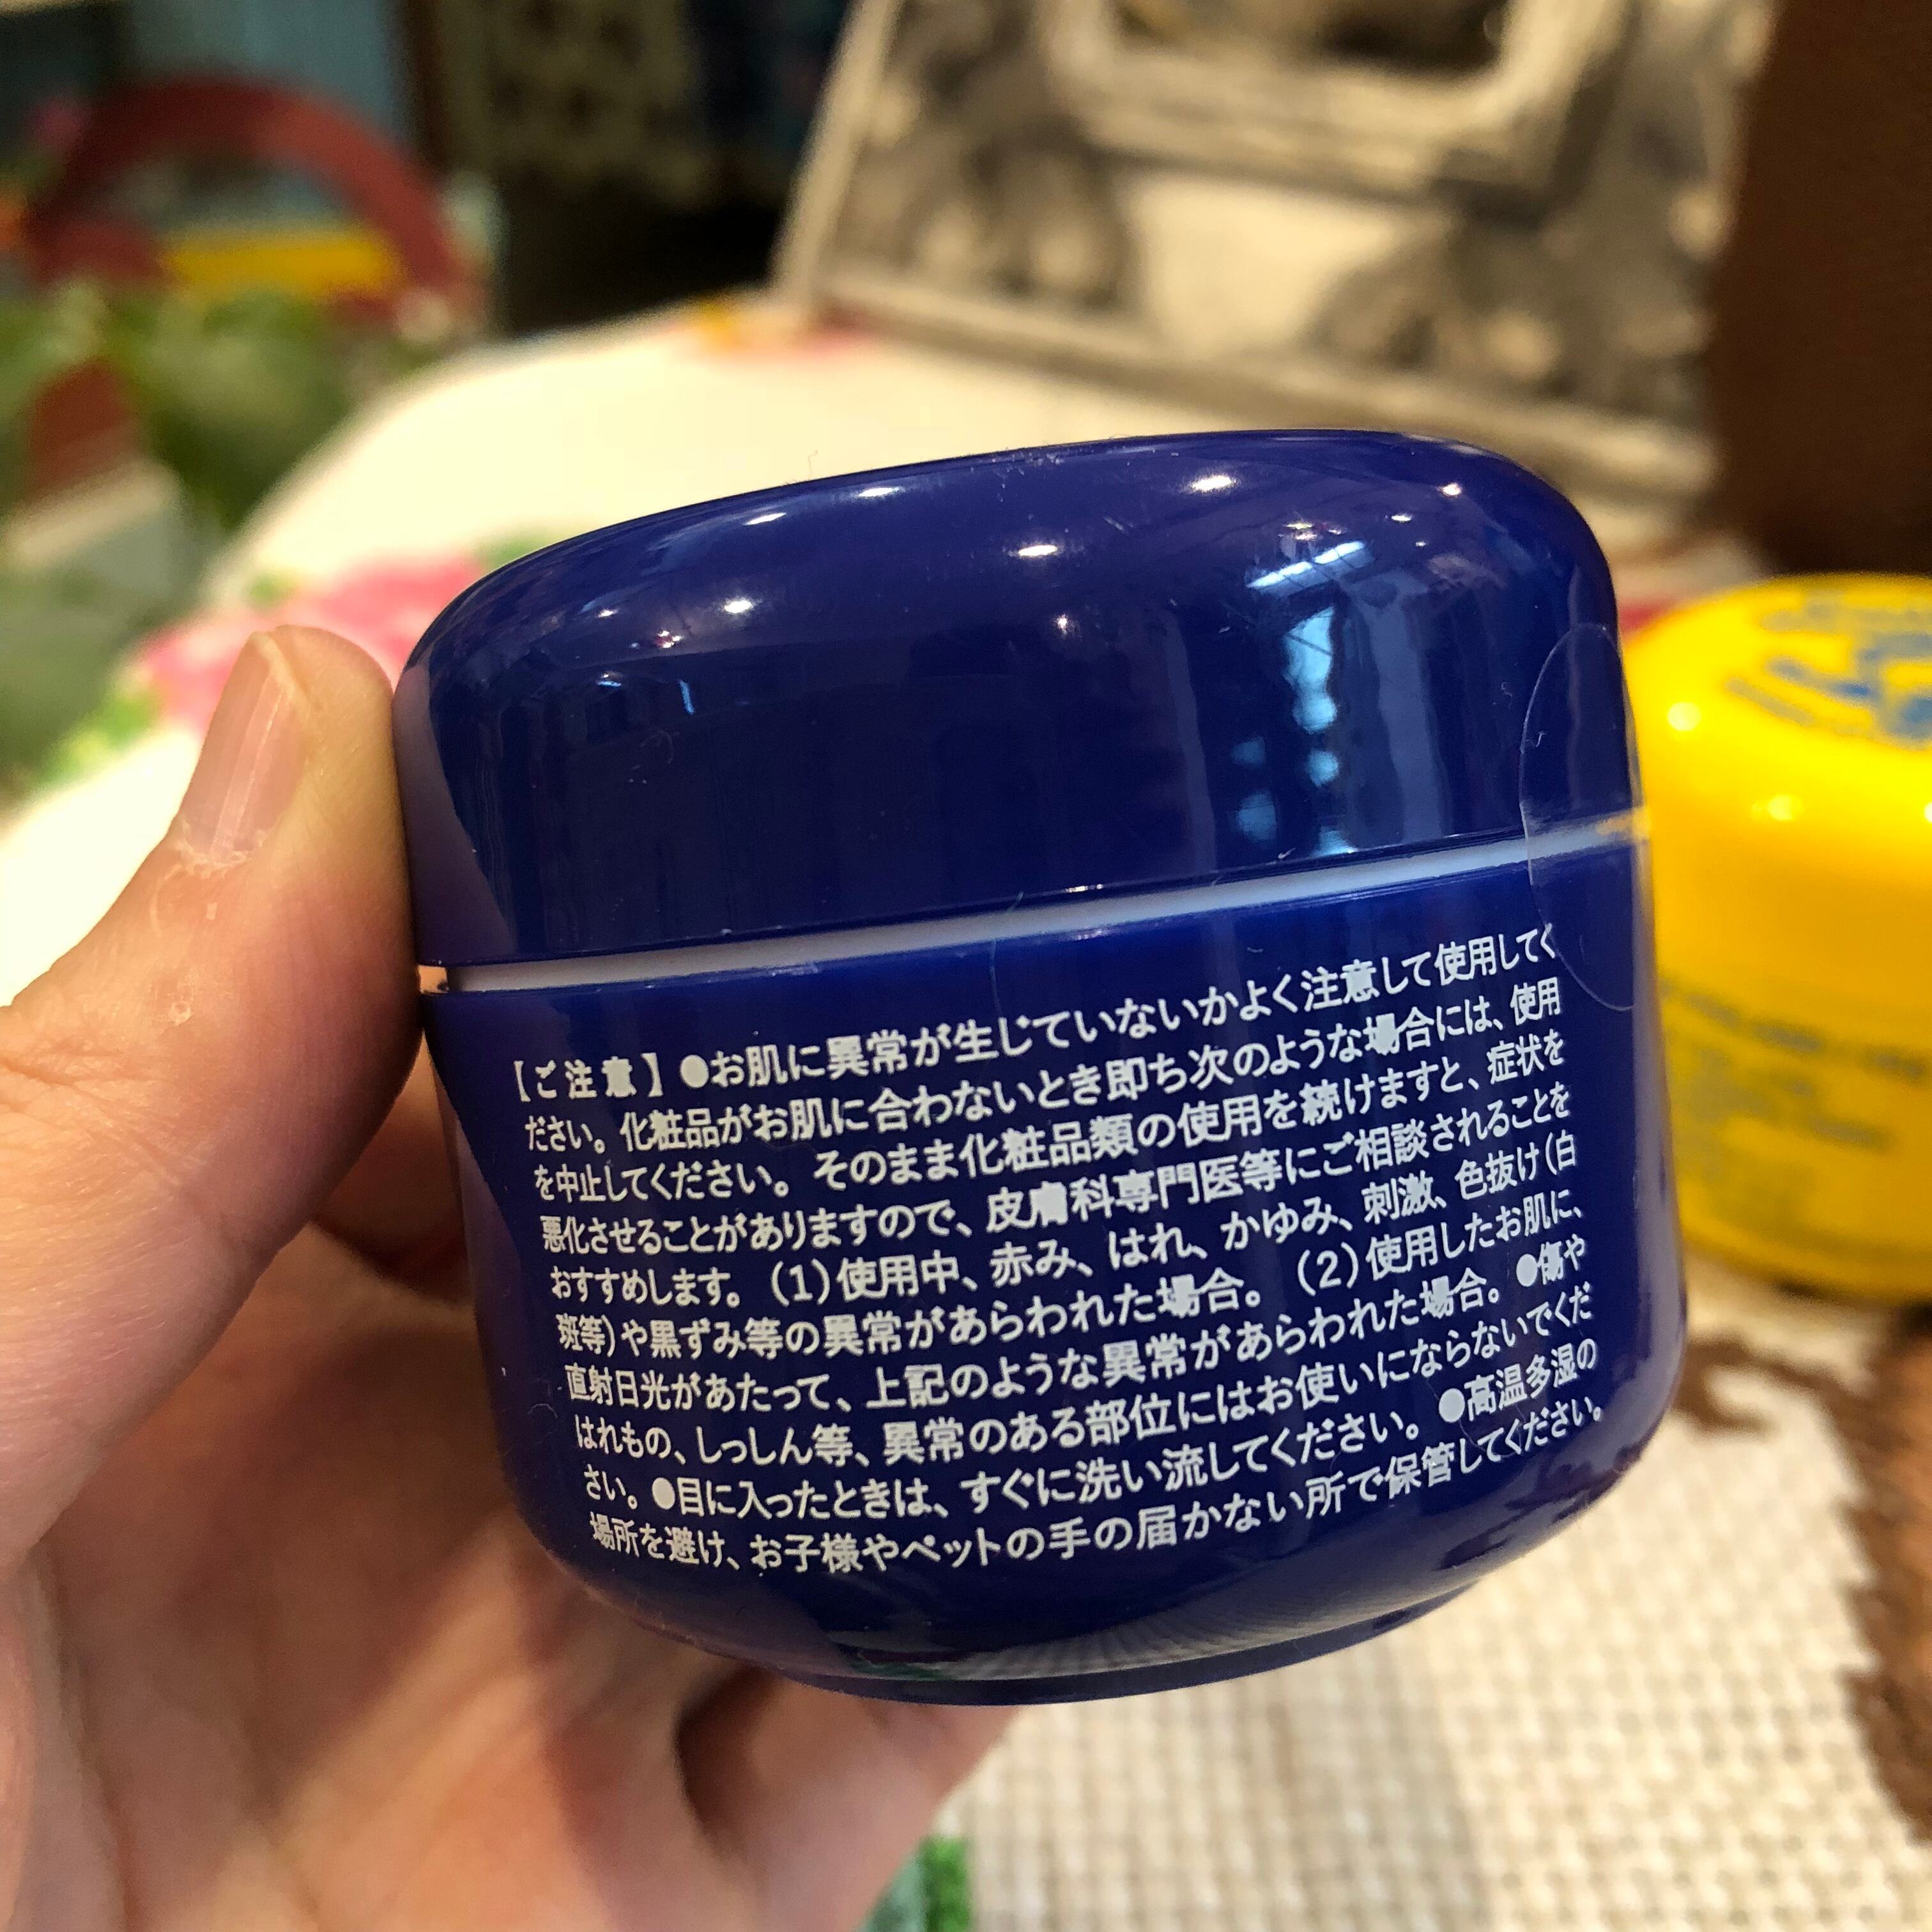 【ご注意】●お肌に異常が生じていないかよく注意して使用してく
ださい。化粧品がお肌に合わないとき即ち次のような場合には、使用
を中止してください。そのまま化粧品類の使用を続けますと、症状を
悪化させることがありますので、皮膚科専門医等にご相談されることを
おすすめします。(1)使用中、赤み、はれ、かゆみ、刺激、色抜け(白
斑等)や黒ずみ等の異常があらわれた場合。(2)使用したお肌に、
直射日光があたって、上記のような異常があらわれた場合。●傷や
はれもの、しっしん等、異常のある部位にはお使いにならないでくだ
さい。●目に入ったときは、すぐに洗い流してください。●高温多湿の
場所を避け、お子様やペットの手の届かない所で保管してください。